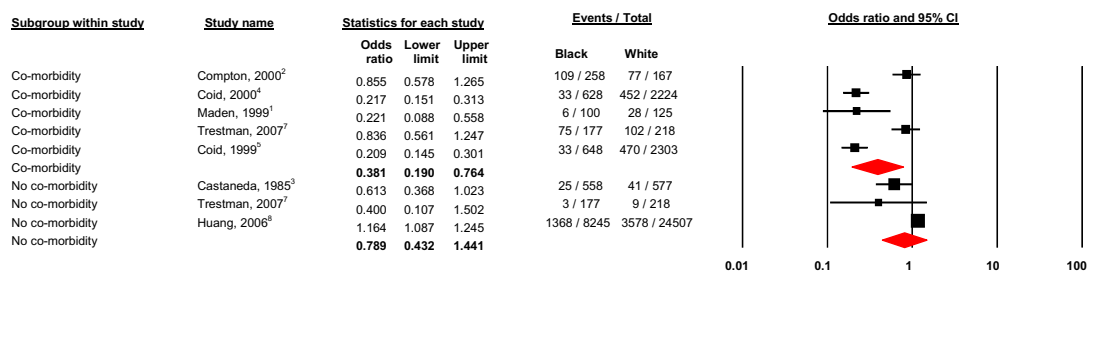 Subgroup within study Study name Statistics for each study Events / Total Odds ratio and 95% CI
Odds ratio Lower limit Upper limit Black White
Co-morbidity Compton, 2000² 0.855 0.578 1.265 109 / 258 77 / 167
Co-morbidity Coid, 2000⁴ 0.217 0.151 0.313 33 / 628 452 / 2224
Co-morbidity Maden, 1999¹ 0.221 0.088 0.558 6 / 100 28 / 125
Co-morbidity Trestman, 2007⁷ 0.836 0.561 1.247 75 / 177 102 / 218
Co-morbidity Coid, 1999⁵ 0.209 0.145 0.301 33 / 648 470 / 2303
Co-morbidity 0.381 0.190 0.764
No co-morbidity Castaneda, 1985³ 0.613 0.368 1.023 25 / 558 41 / 577
No co-morbidity Trestman, 2007⁷ 0.400 0.107 1.502 3 / 177 9 / 218
No co-morbidity Huang, 2006⁸ 1.164 1.087 1.245 1368 / 8245 3578 / 24507
No co-morbidity 0.789 0.432 1.441
0.01 0.1 1 10 100